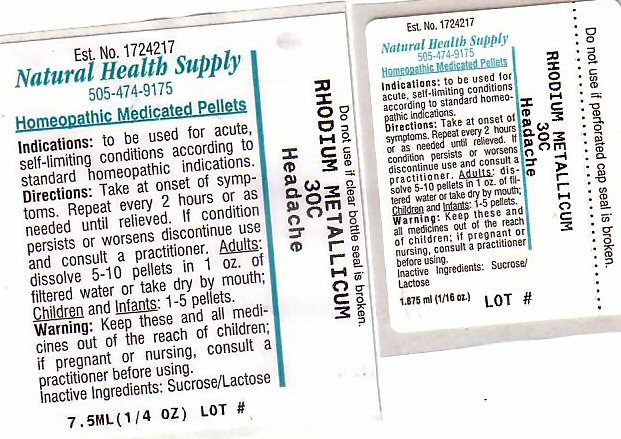 Est. No. 1724217
Natural Health Supply
505-474-9175
Homeopathic Medicated Pellets
Indications: to be used for acute,
self-limiting conditions according to
standard homeopathic indications.
Directions: Take at onset of symp-
toms. Repeat every 2 hours or as
needed until relieved. If condition
persists or worsens discontinue use
and consult a practitioner. Adults:
dissolve 5-10 pellets in 1 oz. of
filtered water or take dry by mouth;
Children and Infants: 1-5 pellets.
Warning: Keep these and all medi-
cines out of the reach of children;
if pregnant or nursing, consult a
practitioner before using.
Inactive Ingredients: Sucrose/Lactose
7.5ML(1/4 OZ) LOT #
Do not use if clear bottle seal is broken.
RHODIUM METALLICUM
30C
Headache
Est. No. 1724217
Natural Health Supply
505-474-9175
Homeopathic Medicated Pellets
Indications: to be used for
acute, self-limiting conditions
according to standard homeo-
pathic indications.
Directions: Take at onset of
symptoms. Repeat every 2 hours
or as needed until relieved. If
condition persists or worsens
discontinue use and consult a
practitioner. Adults: dis-
solve 5-10 pellets in 1 oz. of fil-
tered water or take dry by mouth;
Children and Infants: 1-5 pellets.
Warning: Keep these and
all medicines out of the reach
of children; if pregnant or
nursing, consult a practitioner
before using.
Inactive Ingredients: Sucrose/
Lactose
1.875 ml (1/16 oz.) LOT #
RHODIUM METALLICUM
30C
Headache
Do not use if perforated cap seal is broken.